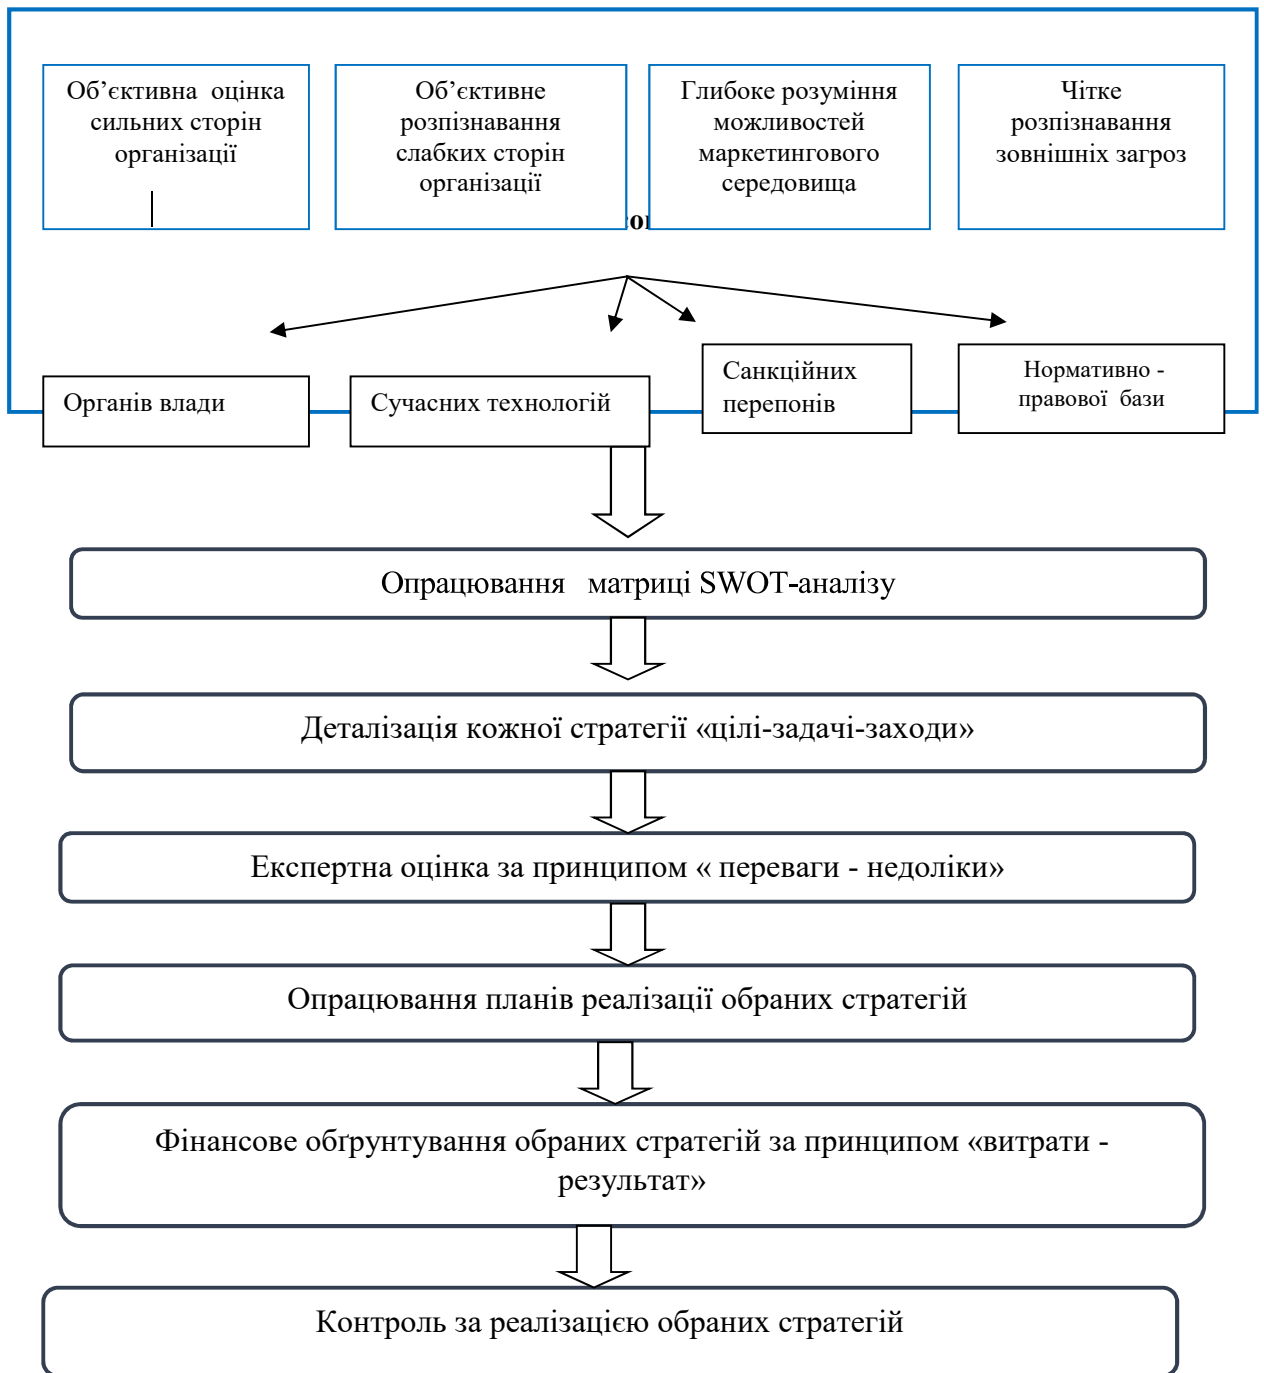 Об’єктивна оцінка
сильних сторін
організації
Об’єктивне
розпізнавання
слабких сторін
організації
Глибоке розуміння
можливостей
маркетингового
середовища
Чітке
розпізнавання
зовнішніх загроз
Органів влади
Сучасних технологій
Санкційних
перепонів
Нормативно -
правової бази
Опрацювання матриці SWOT-аналізу
Деталізація кожної стратегії «цілі-задачі-заходи»
Експертна оцінка за принципом « переваги - недоліки»
Опрацювання планів реалізації обраних стратегій
Фінансове обґрунтування обраних стратегій за принципом «витрати -
результат»
Контроль за реалізацією обраних стратегій